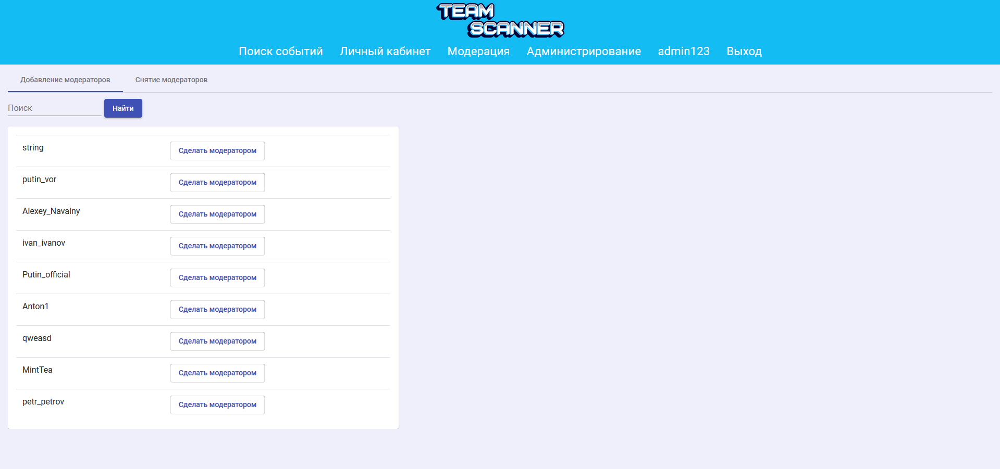 TEAM
SCANNER
Поиск событий Личный кабинет Модерация Администрирование admin123 Выход
Добавление модераторов Снятие модераторов
Поиск Найти
string Сделать модератором
putin_vor Сделать модератором
Alexey_Navalny Сделать модератором
ivan_ivanov Сделать модератором
Putin_official Сделать модератором
Anton1 Сделать модератором
qweasd Сделать модератором
MintTea Сделать модератором
petr_petrov Сделать модератором